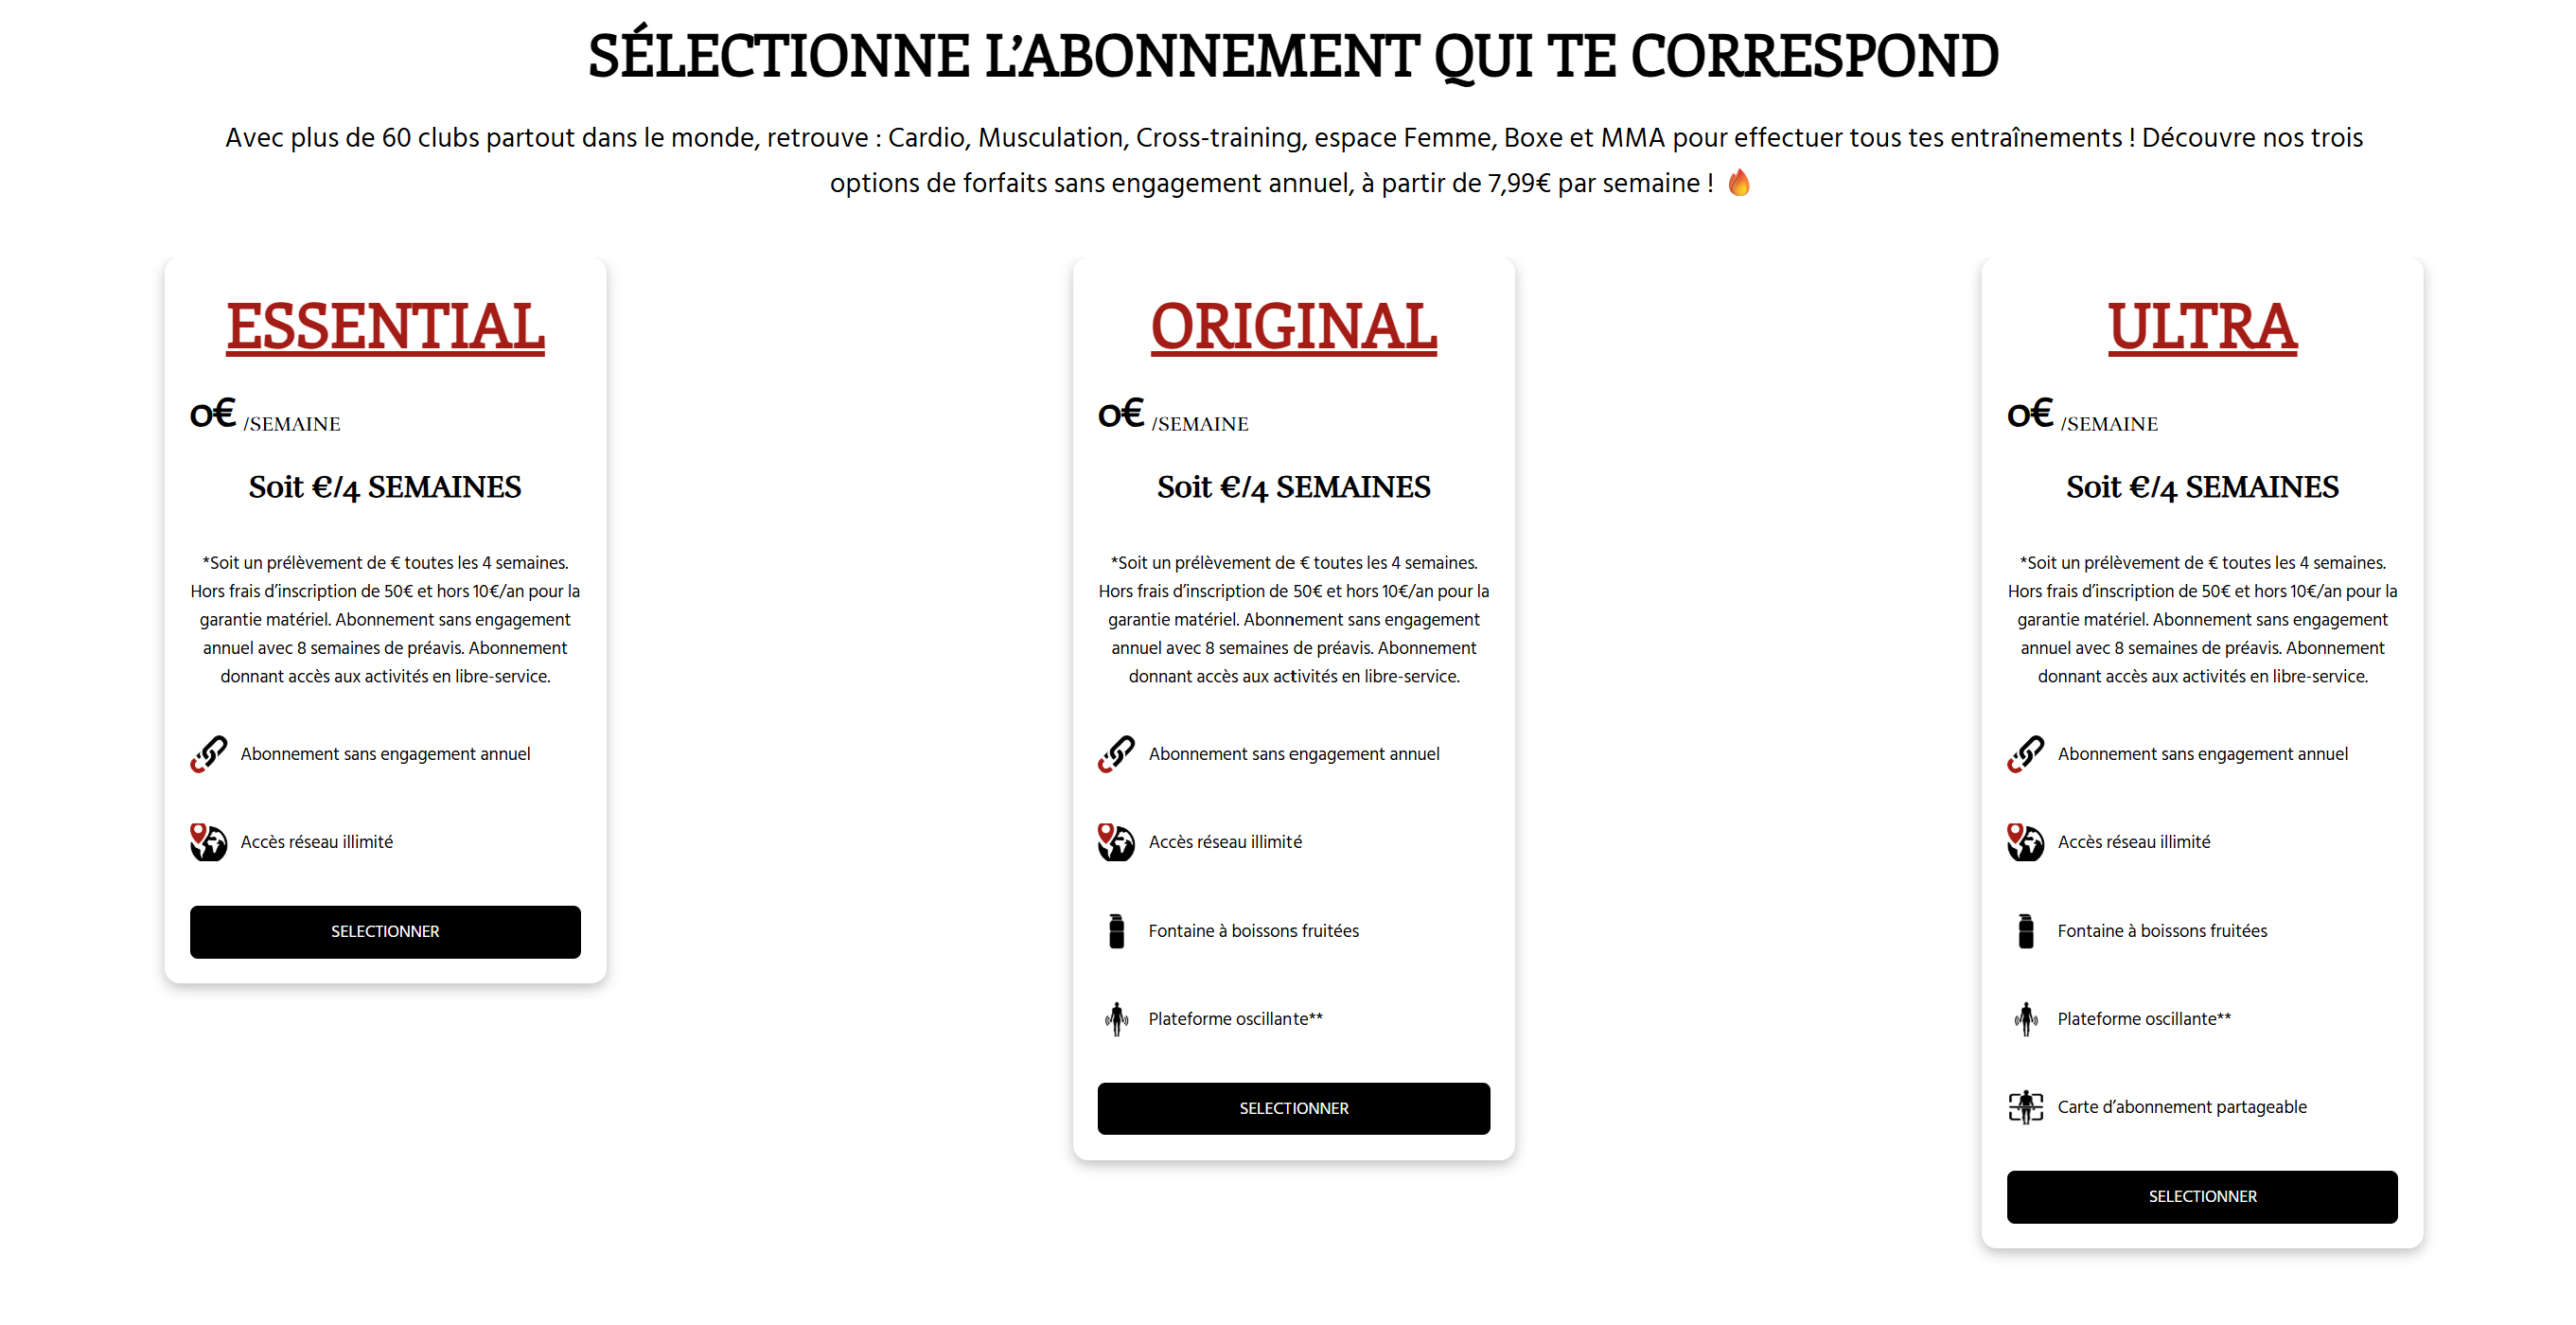 SÉLECTIONNE L’ABONNEMENT QUI TE CORRESPOND
Avec plus de 60 clubs partout dans le monde, retrouve : Cardio, Musculation, Cross-training, espace Femme, Boxe et MMA pour effectuer tous tes entraînements ! Découvre nos trois
options de forfaits sans engagement annuel, à partir de 7,99€ par semaine ! 🔥
ESSENTIAL
0€ /SEMAINE
Soit €/4 SEMAINES
*Soit un prélèvement de € toutes les 4 semaines.
Hors frais d’inscription de 50€ et hors 10€/an pour la
garantie matériel. Abonnement sans engagement
annuel avec 8 semaines de préavis. Abonnement
donnant accès aux activités en libre-service.
Abonnement sans engagement annuel
Accès réseau illimité
SELECTIONNER
ORIGINAL
0€ /SEMAINE
Soit €/4 SEMAINES
*Soit un prélèvement de € toutes les 4 semaines.
Hors frais d’inscription de 50€ et hors 10€/an pour la
garantie matériel. Abonnement sans engagement
annuel avec 8 semaines de préavis. Abonnement
donnant accès aux activités en libre-service.
Abonnement sans engagement annuel
Accès réseau illimité
Fontaine à boissons fruitées
Plateforme oscillante**
SELECTIONNER
ULTRA
0€ /SEMAINE
Soit €/4 SEMAINES
*Soit un prélèvement de € toutes les 4 semaines.
Hors frais d’inscription de 50€ et hors 10€/an pour la
garantie matériel. Abonnement sans engagement
annuel avec 8 semaines de préavis. Abonnement
donnant accès aux activités en libre-service.
Abonnement sans engagement annuel
Accès réseau illimité
Fontaine à boissons fruitées
Plateforme oscillante**
Carte d’abonnement partageable
SELECTIONNER